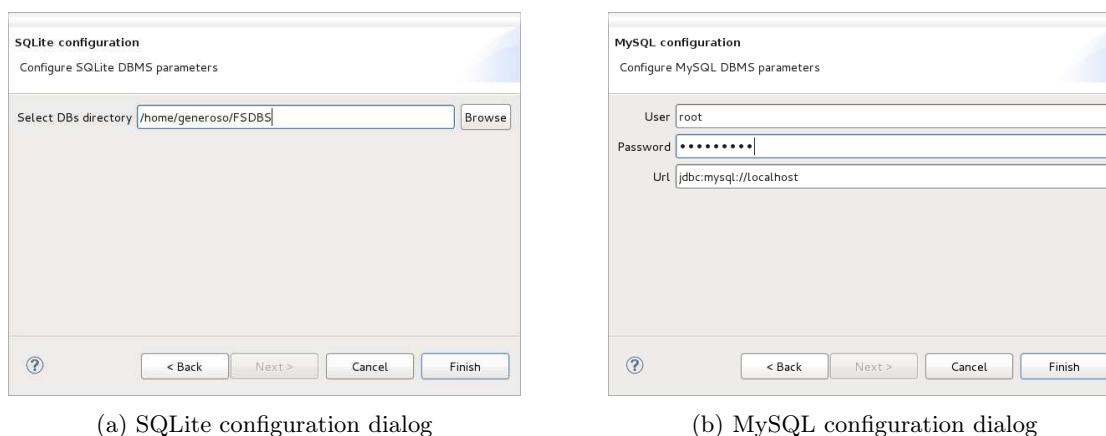 SQLite configuration
Configure SQLite DBMS parameters
Select DBs directory /home/generoso/FSDBS Browse
? < Back Next > Cancel Finish
(a) SQLite configuration dialog
MySQL configuration
Configure MySQL DBMS parameters
User root
Password •••••••••
Url jdbc:mysql://localhost
? < Back Next > Cancel Finish
(b) MySQL configuration dialog